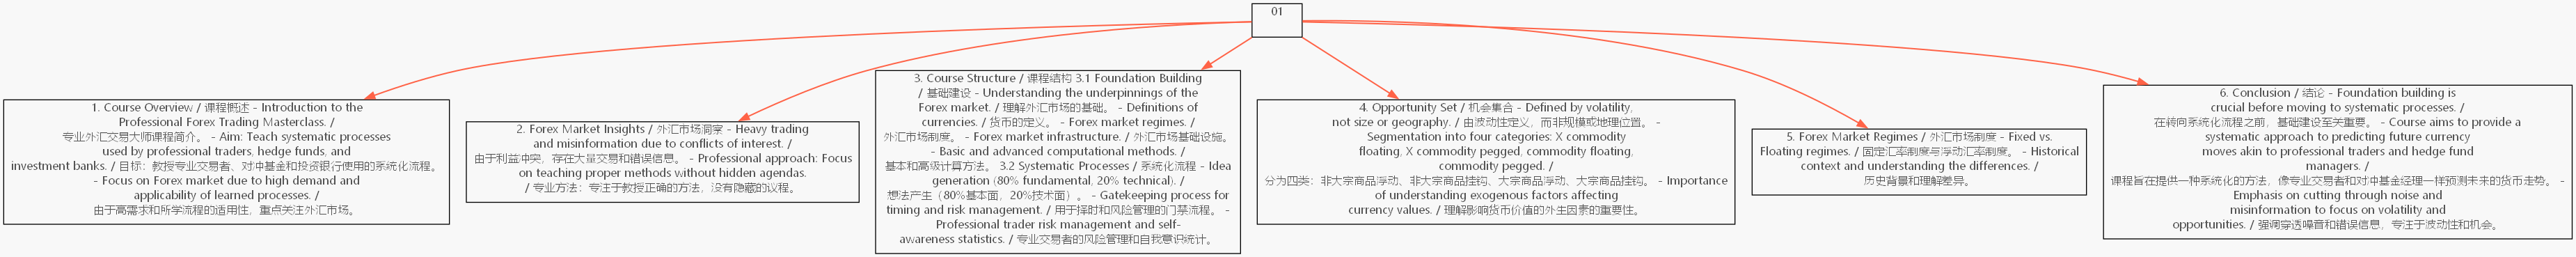 01
1. Course Overview / 课程概述 - Introduction to the
Professional Forex Trading Masterclass. /
专业外汇交易大师课程简介。 - Aim: Teach systematic processes
used by professional traders, hedge funds, and
investment banks. / 目标：教授专业交易者、对冲基金和投资银行使用的系统化流程。
- Focus on Forex market due to high demand and
applicability of learned processes. /
由于高需求和所学流程的适用性，重点关注外汇市场。
2. Forex Market Insights / 外汇市场洞察 - Heavy trading
and misinformation due to conflicts of interest. /
由于利益冲突，存在大量交易和错误信息。 - Professional approach: Focus
on teaching proper methods without hidden agendas.
/ 专业方法：专注于教授正确的方法，没有隐藏的议程。
3. Course Structure / 课程结构 3.1 Foundation Building
/ 基础建设 - Understanding the underpinnings of the
Forex market. / 理解外汇市场的基础。 - Definitions of
currencies. / 货币的定义。 - Forex market regimes. /
外汇市场制度。 - Forex market infrastructure. / 外汇市场基础设施。
- Basic and advanced computational methods. /
基本和高级计算方法。 3.2 Systematic Processes / 系统化流程 - Idea
generation (80% fundamental, 20% technical). /
想法产生（80%基本面，20%技术面）。 - Gatekeeping process for
timing and risk management. / 用于择时和风险管理的门禁流程。 -
Professional trader risk management and self-
awareness statistics. / 专业交易者的风险管理和自我意识统计。
4. Opportunity Set / 机会集合 - Defined by volatility,
not size or geography. / 由波动性定义，而非规模或地理位置。 -
Segmentation into four categories: X commodity
floating, X commodity pegged, commodity floating,
commodity pegged. /
分为四类：非大宗商品浮动、非大宗商品挂钩、大宗商品浮动、大宗商品挂钩。 - Importance
of understanding exogenous factors affecting
currency values. / 理解影响货币价值的外生因素的重要性。
5. Forex Market Regimes / 外汇市场制度 - Fixed vs.
Floating regimes. / 固定汇率制度与浮动汇率制度。 - Historical
context and understanding the differences. /
历史背景和理解差异。
6. Conclusion / 结论 - Foundation building is
crucial before moving to systematic processes. /
在转向系统化流程之前，基础建设至关重要。 - Course aims to provide a
systematic approach to predicting future currency
moves akin to professional traders and hedge fund
managers. /
课程旨在提供一种系统化的方法，像专业交易者和对冲基金经理一样预测未来的货币走势。 -
Emphasis on cutting through noise and
misinformation to focus on volatility and
opportunities. / 强调穿透噪音和错误信息，专注于波动性和机会。